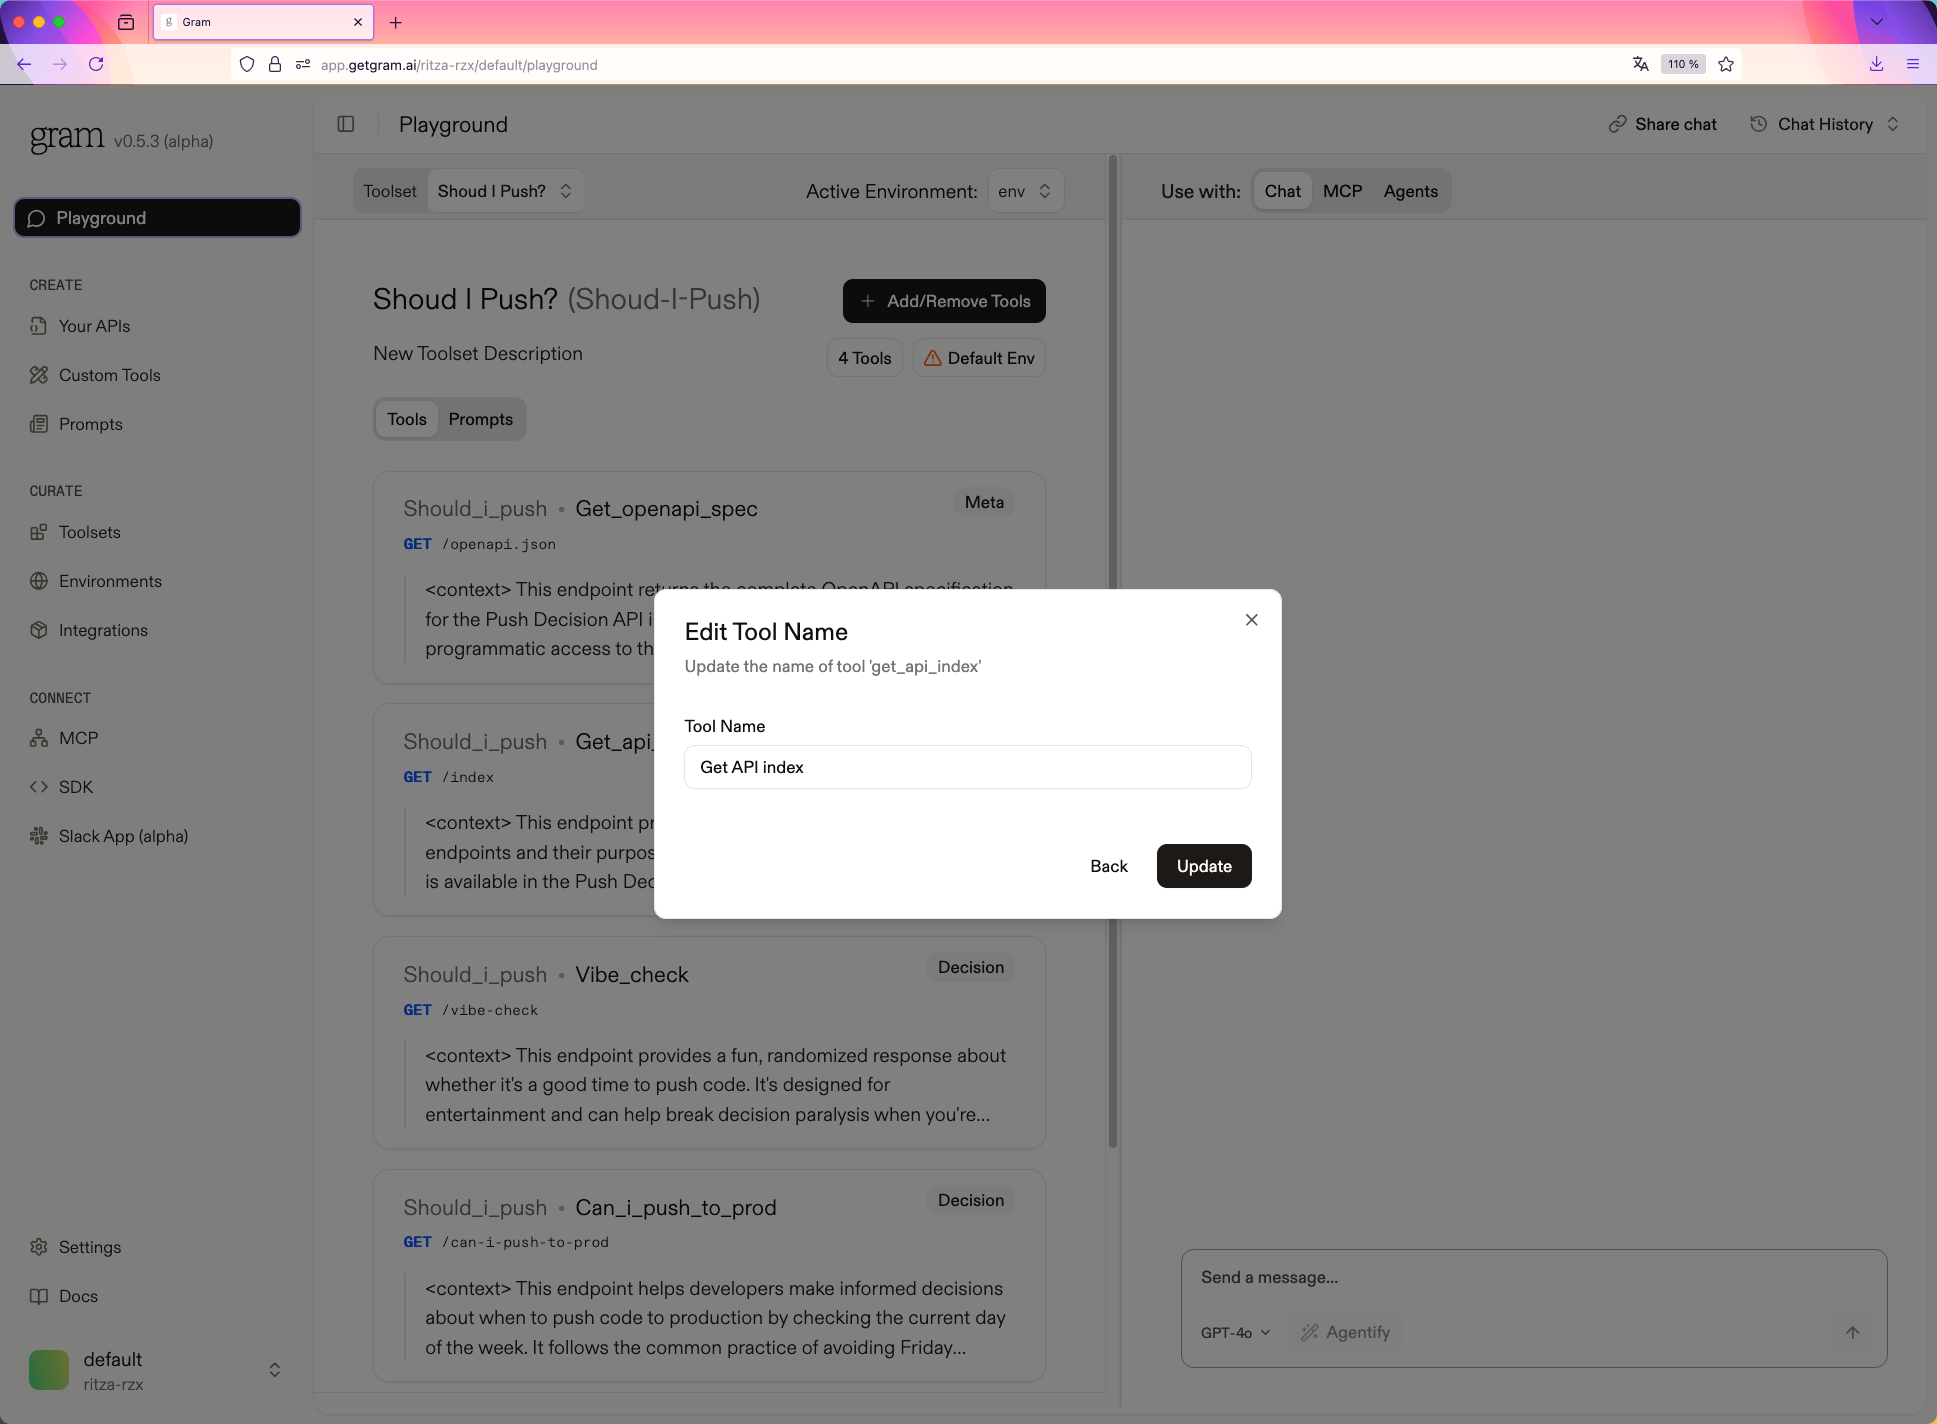 Gram
app.getgram.ai/ritza-rzx/default/playground
110 %
gram v0.5.3 (alpha)
Playground
CREATE
Your APIs
Custom Tools
Prompts
CURATE
Toolsets
Environments
Integrations
CONNECT
MCP
SDK
Slack App (alpha)
Settings
Docs
default
ritza-rzx
Playground
Share chat
Chat History
Toolset
Shoud I Push?
Active Environment:
env
Use with:
Chat
MCP
Agents
Shoud I Push? (Shoud-I-Push)
Add/Remove Tools
New Toolset Description
4 Tools
Default Env
Tools
Prompts
Should_i_push • Get_openapi_spec
Meta
GET /openapi.json
<context> This endpoint returns the complete OpenAPI specification
for the Push Decision API i
programmatic access to th
Should_i_push • Get_api_
GET /index
<context> This endpoint pr
endpoints and their purpos
is available in the Push Dec
Should_i_push • Vibe_check
Decision
GET /vibe-check
<context> This endpoint provides a fun, randomized response about
whether it's a good time to push code. It's designed for
entertainment and can help break decision paralysis when you're...
Should_i_push • Can_i_push_to_prod
Decision
GET /can-i-push-to-prod
<context> This endpoint helps developers make informed decisions
about when to push code to production by checking the current day
of the week. It follows the common practice of avoiding Friday...
Edit Tool Name
Update the name of tool 'get_api_index'
Tool Name
Get API index
Back
Update
Send a message...
GPT-4o
Agentify